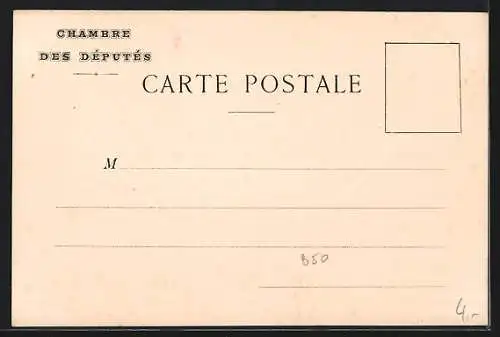 CHAMBRE
DES DÉPUTÉS
CARTE POSTALE
M
B50
4,-